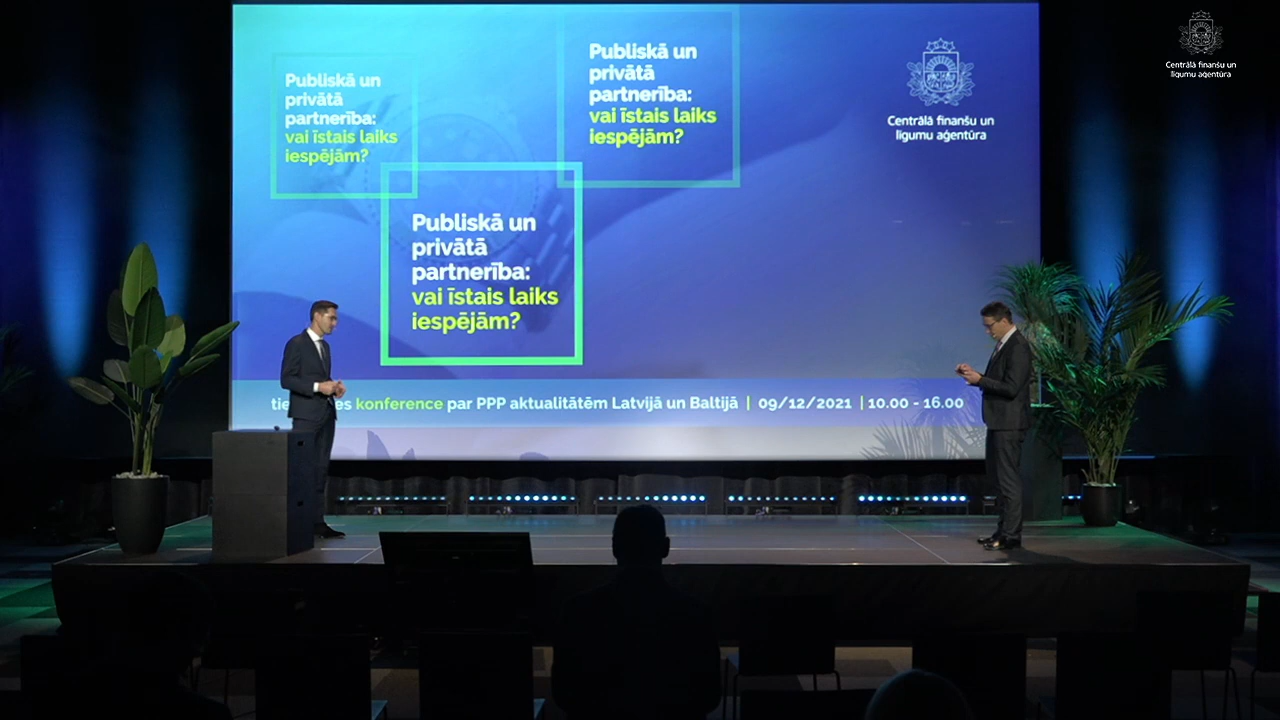 Publiskā un
privātā
partnerība:
vai īstais laiks
iespējām?
Publiskā un
privātā
partnerība:
vai īstais laiks
iespējām?
Publiskā un
privātā
partnerība:
vai īstais laiks
iespējām?
Centrālā finanšu un
līgumu aģentūra
konference par PPP aktualitātēm Latvijā un Baltijā | 09/12/2021 | 10.00 - 16.00
Centrālā finanšu un
līgumu aģentūra